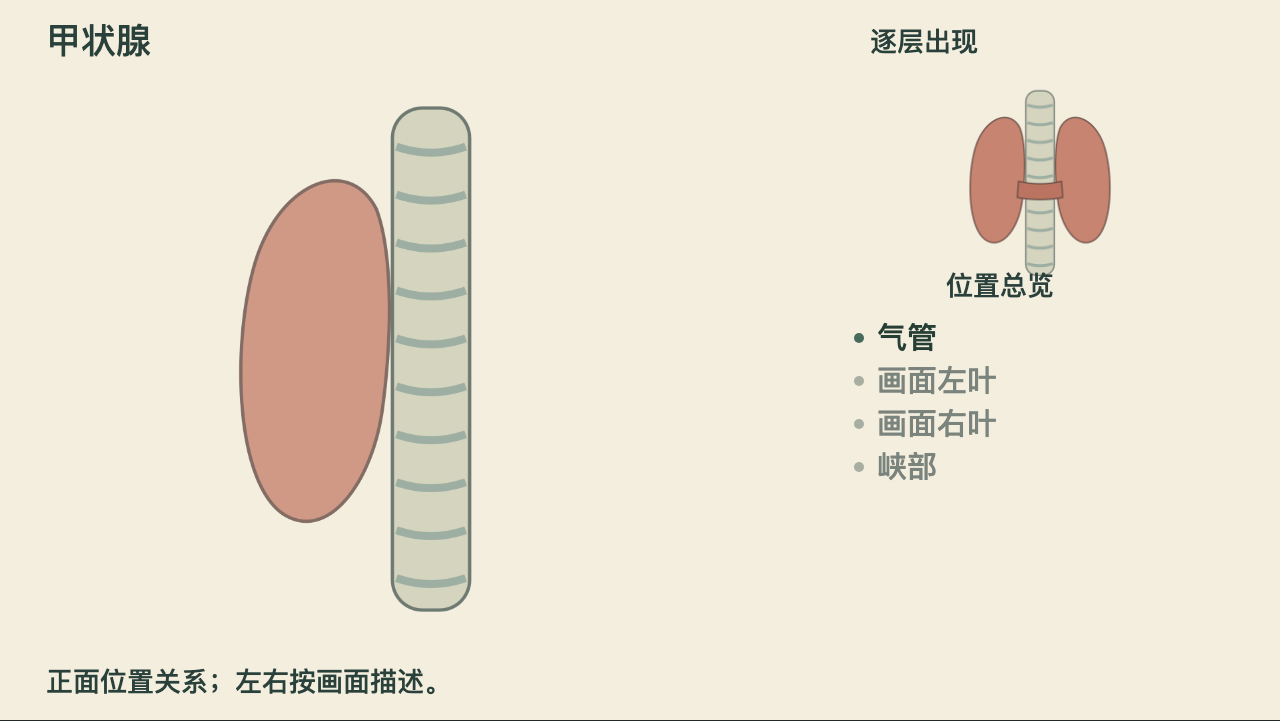 甲状腺
逐层出现
位置总览
气管
画面左叶
画面右叶
峡部
正面位置关系；左右按画面描述。